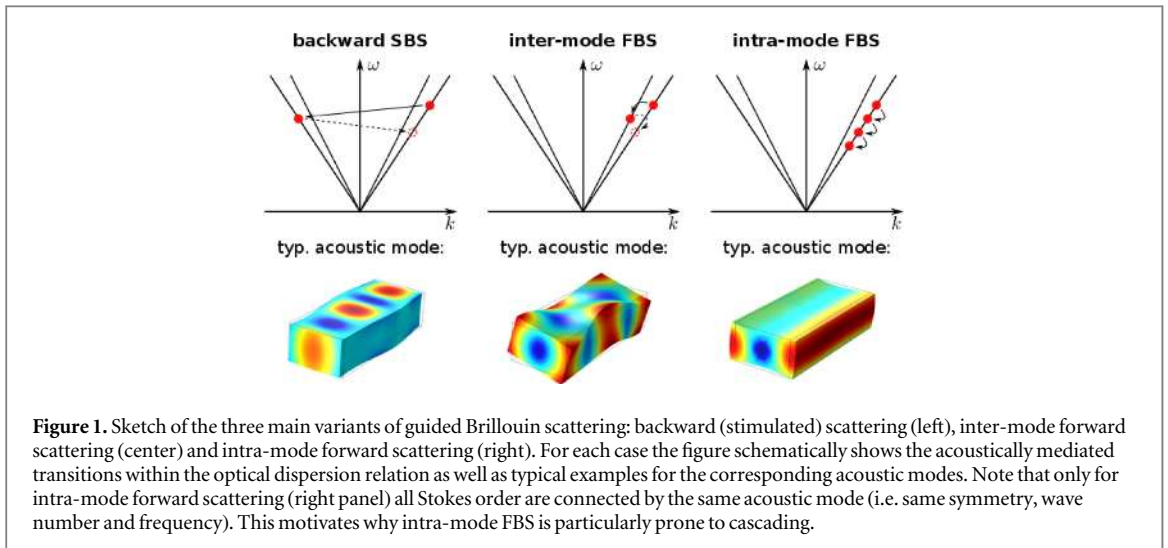 backward SBS
inter-mode FBS
intra-mode FBS
ω
ω
ω
k
k
k
typ. acoustic mode:
typ. acoustic mode:
typ. acoustic mode:
Figure 1. Sketch of the three main variants of guided Brillouin scattering: backward (stimulated) scattering (left), inter-mode forward
scattering (center) and intra-mode forward scattering (right). For each case the figure schematically shows the acoustically mediated
transitions within the optical dispersion relation as well as typical examples for the corresponding acoustic modes. Note that only for
intra-mode forward scattering (right panel) all Stokes order are connected by the same acoustic mode (i.e. same symmetry, wave
number and frequency). This motivates why intra-mode FBS is particularly prone to cascading.